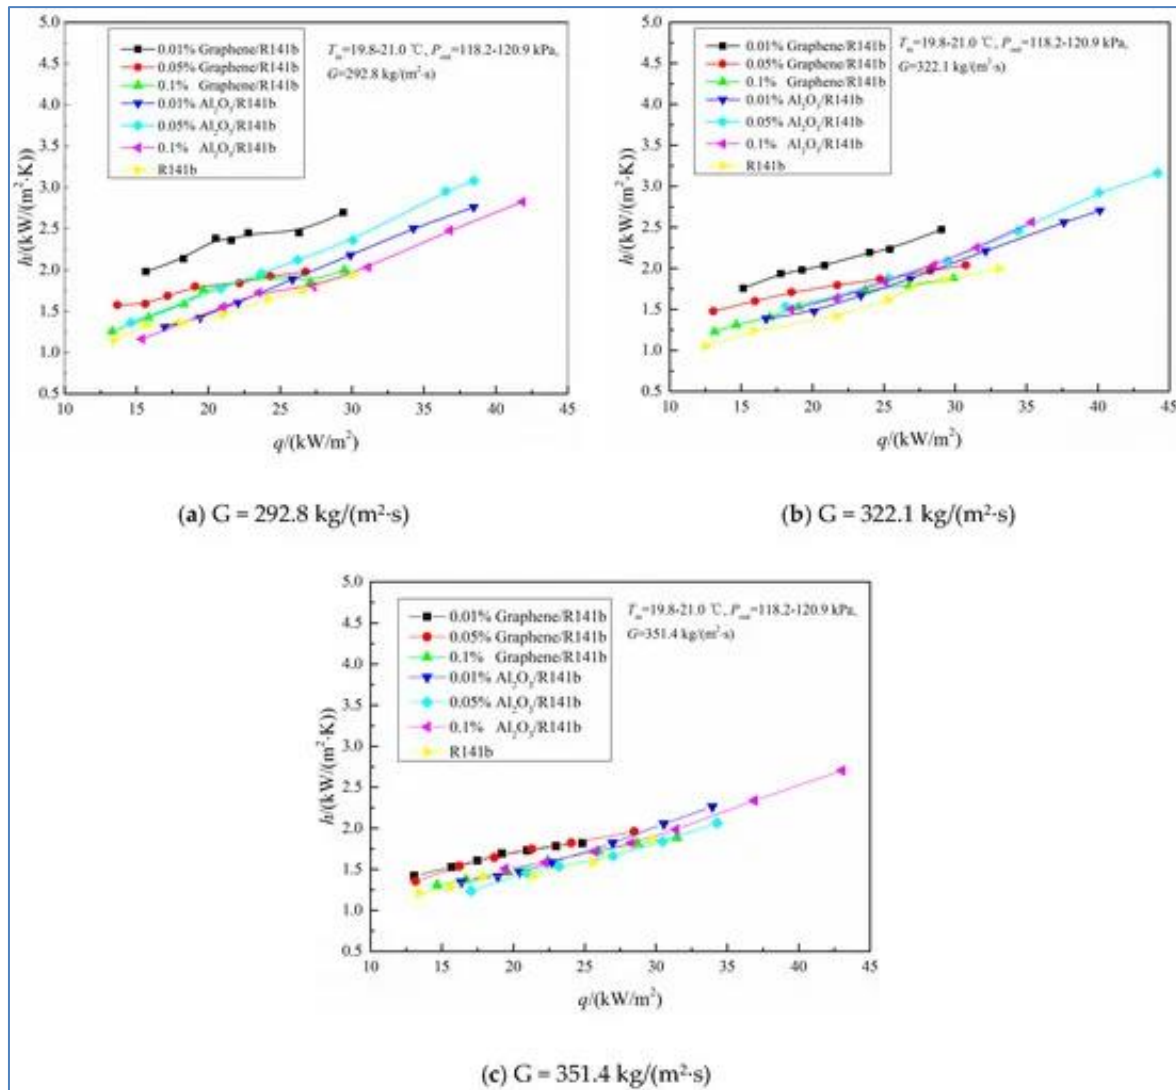 5.0
4.5
4.0
3.5
3.0
2.5
2.0
1.5
1.0
0.5
h/(kW/(m²·K))
0.01% Graphene/R141b
0.05% Graphene/R141b
0.1% Graphene/R141b
0.01% Al₂O₃/R141b
0.05% Al₂O₃/R141b
0.1% Al₂O₃/R141b
R141b
Tᵢₙ=19.8-21.0 ℃, Pₒᵤₜ=118.2-120.9 kPa,
G=292.8 kg/(m²·s)
10 15 20 25 30 35 40 45
q/(kW/m²)
(a) G = 292.8 kg/(m²·s)
5.0
4.5
4.0
3.5
3.0
2.5
2.0
1.5
1.0
0.5
h/(kW/(m²·K))
0.01% Graphene/R141b
0.05% Graphene/R141b
0.1% Graphene/R141b
0.01% Al₂O₃/R141b
0.05% Al₂O₃/R141b
0.1% Al₂O₃/R141b
R141b
Tᵢₙ=19.8-21.0 ℃, Pₒᵤₜ=118.2-120.9 kPa,
G=322.1 kg/(m²·s)
10 15 20 25 30 35 40 45
q/(kW/m²)
(b) G = 322.1 kg/(m²·s)
5.0
4.5
4.0
3.5
3.0
2.5
2.0
1.5
1.0
0.5
h/(kW/(m²·K))
0.01% Graphene/R141b
0.05% Graphene/R141b
0.1% Graphene/R141b
0.01% Al₂O₃/R141b
0.05% Al₂O₃/R141b
0.1% Al₂O₃/R141b
R141b
Tᵢₙ=19.8-21.0 ℃, Pₒᵤₜ=118.2-120.9 kPa,
G=351.4 kg/(m²·s)
10 15 20 25 30 35 40 45
q/(kW/m²)
(c) G = 351.4 kg/(m²·s)